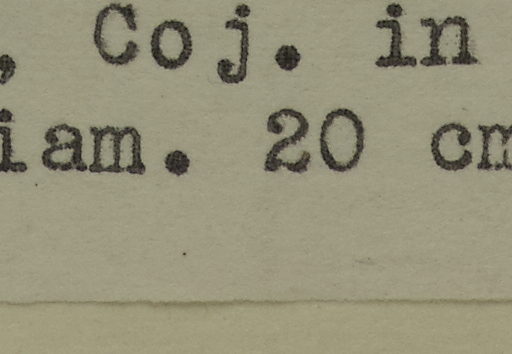 , Coj. in
iam. 20 cm